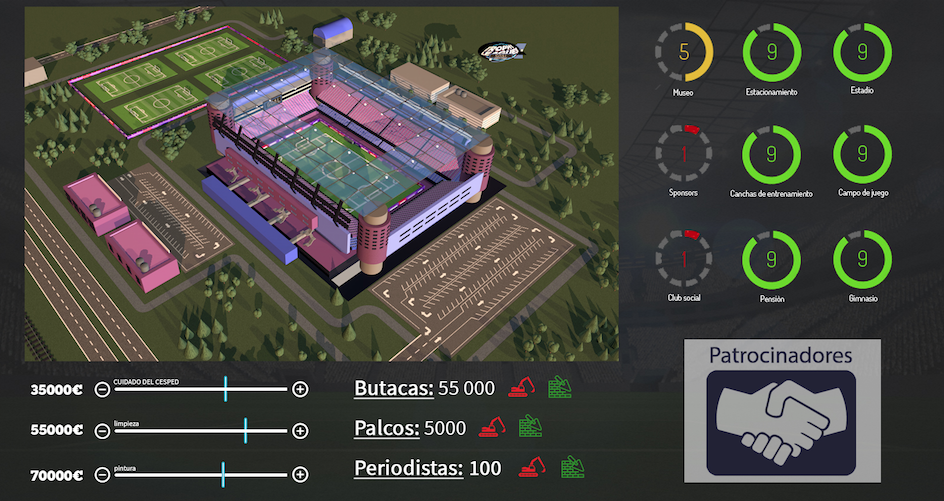 5
9
9
Museo
Estacionamiento
Estadio
1
9
9
Sponsors
Canchas de entrenamiento
Campo de juego
1
9
9
Club social
Pensión
Gimnasio
Patrocinadores
35000€
CUIDADO DEL CESPED
55000€
limpieza
70000€
pintura
Butacas: 55 000
Palcos: 5000
Periodistas: 100